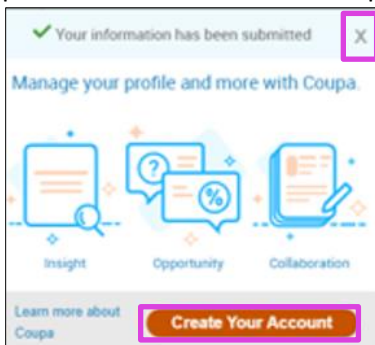 ✓ Your information has been submitted X
Manage your profile and more with Coupa.
?
%
Insight Opportunity Collaboration
Learn more about
Coupa
Create Your Account